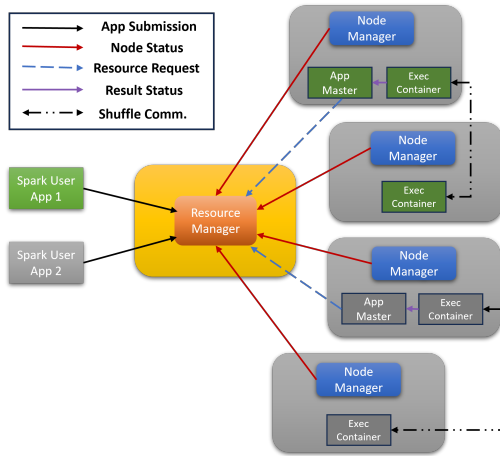 App Submission
Node Status
Resource Request
Result Status
Shuffle Comm.
Node
Manager
App
Master
Exec
Container
Node
Manager
Exec
Container
Spark User
App 1
Resource
Manager
Spark User
App 2
Node
Manager
App
Master
Exec
Container
Node
Manager
Exec
Container